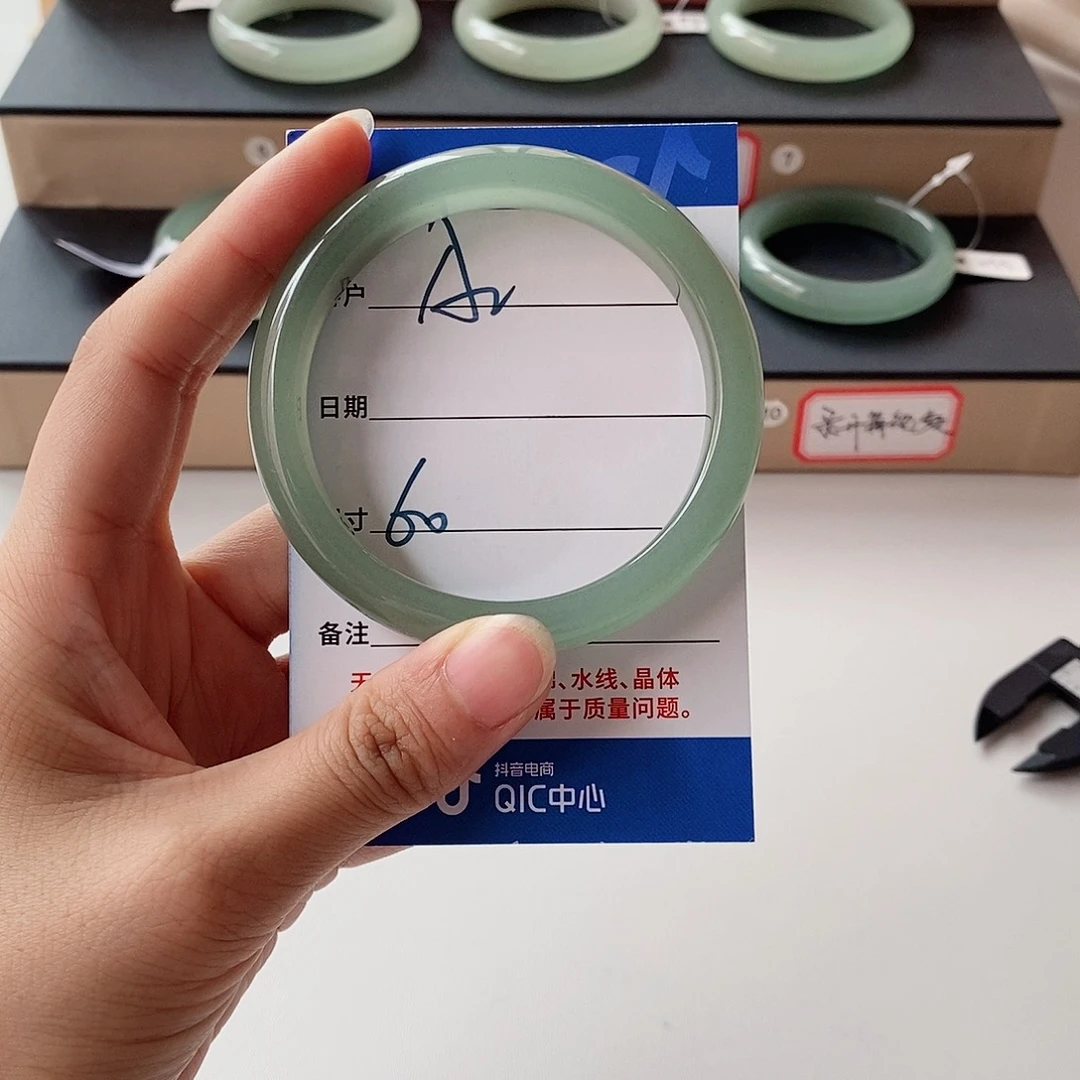 户
日期
寸 60
备注
、水线、晶体
属于质量问题。
抖音电商
QIC中心